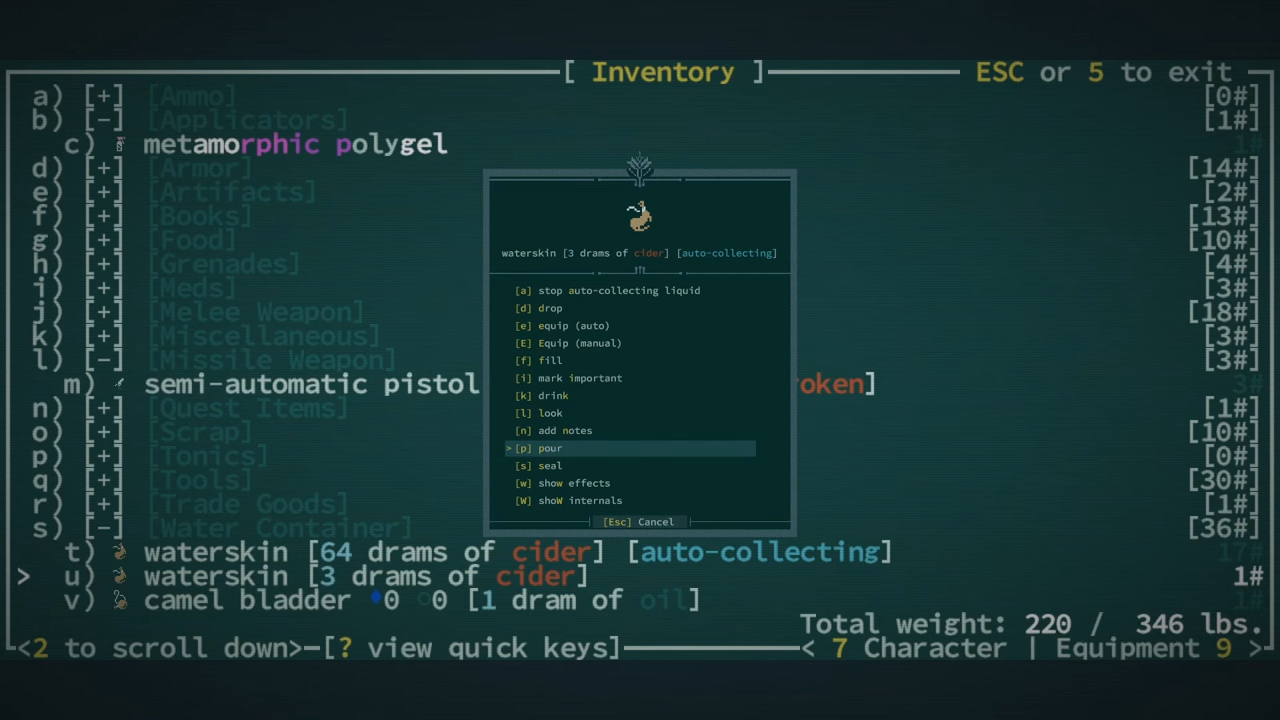 [ Inventory ] ESC or 5 to exit
a) [+] [Ammo] [0#]
b) [-] [Applicators] [1#]
c) metamorphic polygel 1#
d) [+] [Armor] [14#]
e) [+] [Artifacts] [2#]
f) [+] [Books] [13#]
g) [+] [Food] [10#]
h) [+] [Grenades] [4#]
i) [+] [Meds] [3#]
j) [+] [Melee Weapon] [18#]
k) [+] [Miscellaneous] [3#]
l) [-] [Missile Weapon] [3#]
m) semi-automatic pistol oken] 3#
n) [+] [Quest Items] [1#]
o) [+] [Scrap] [10#]
p) [+] [Tonics] [0#]
q) [+] [Tools] [30#]
r) [+] [Trade Goods] [1#]
s) [-] [Water Container] [36#]
t) waterskin [64 drams of cider] [auto-collecting] 17#
> u) waterskin [3 drams of cider] 1#
v) camel bladder ♦0 ○0 [1 dram of oil] 1#
Total weight: 220 / 346 lbs.
<2 to scroll down> [? view quick keys] < 7 Character | Equipment 9 >
waterskin [3 drams of cider] [auto-collecting]
[a] stop auto-collecting liquid
[d] drop
[e] equip (auto)
[E] Equip (manual)
[f] fill
[i] mark important
[k] drink
[l] look
[n] add notes
> [p] pour
[s] seal
[w] show effects
[W] shoW internals
[Esc] Cancel